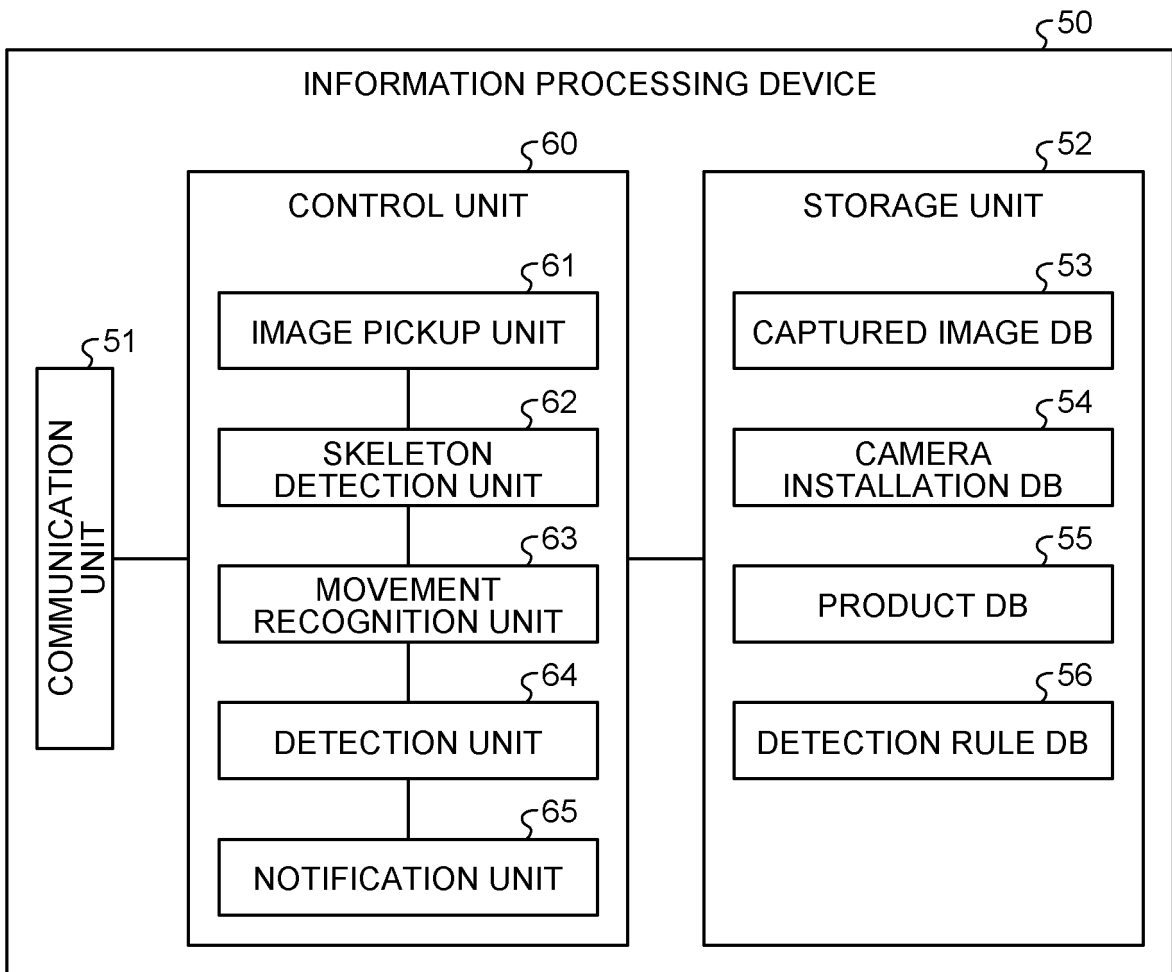 50
INFORMATION PROCESSING DEVICE
51
COMMUNICATION
UNIT
60
CONTROL UNIT
61
IMAGE PICKUP UNIT
62
SKELETON
DETECTION UNIT
63
MOVEMENT
RECOGNITION UNIT
64
DETECTION UNIT
65
NOTIFICATION UNIT
52
STORAGE UNIT
53
CAPTURED IMAGE DB
54
CAMERA
INSTALLATION DB
55
PRODUCT DB
56
DETECTION RULE DB